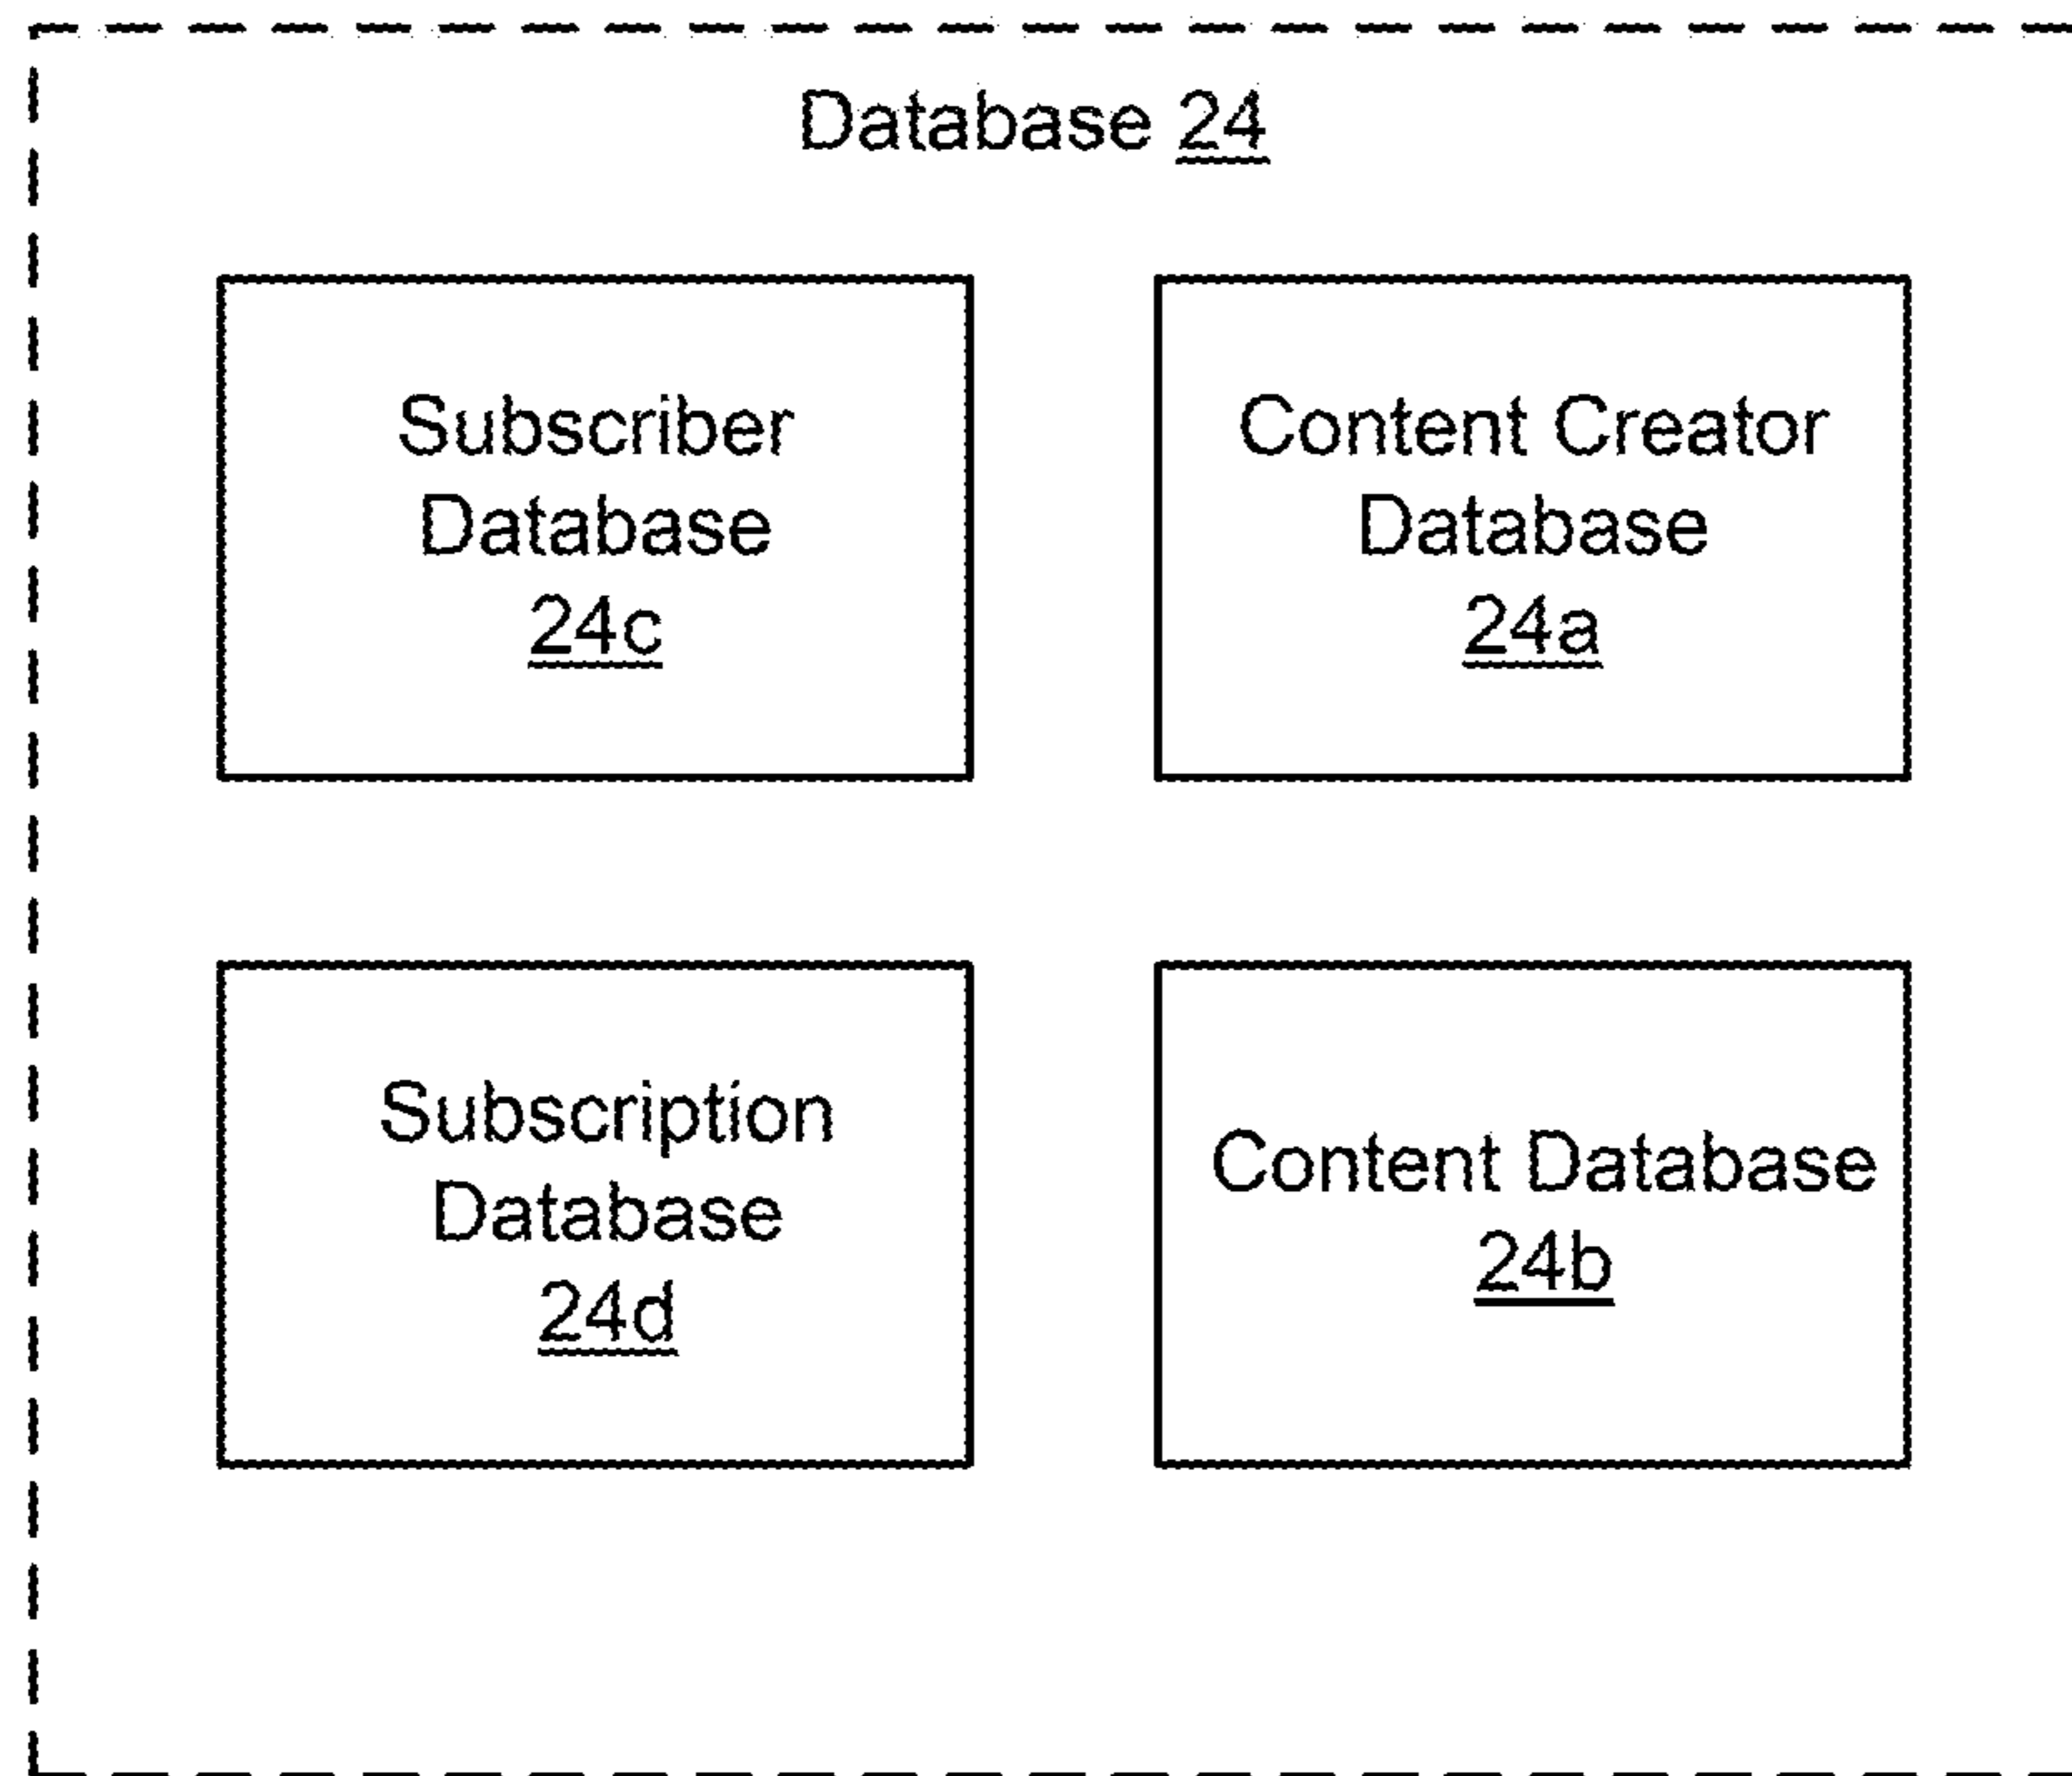 Database 24
Subscriber
Database
24c
Content Creator
Database
24a
Subscription
Database
24d
Content Database
24b